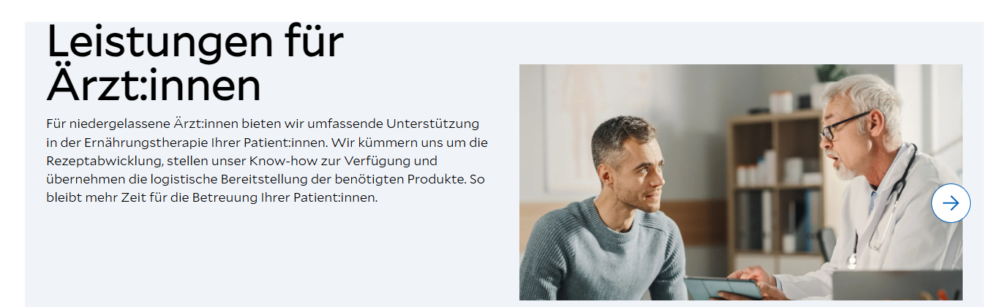 Leistungen für
Ärzt:innen
Für niedergelassene Ärzt:innen bieten wir umfassende Unterstützung
in der Ernährungstherapie Ihrer Patient:innen. Wir kümmern uns um die
Rezeptabwicklung, stellen unser Know-how zur Verfügung und
übernehmen die logistische Bereitstellung der benötigten Produkte. So
bleibt mehr Zeit für die Betreuung Ihrer Patient:innen.